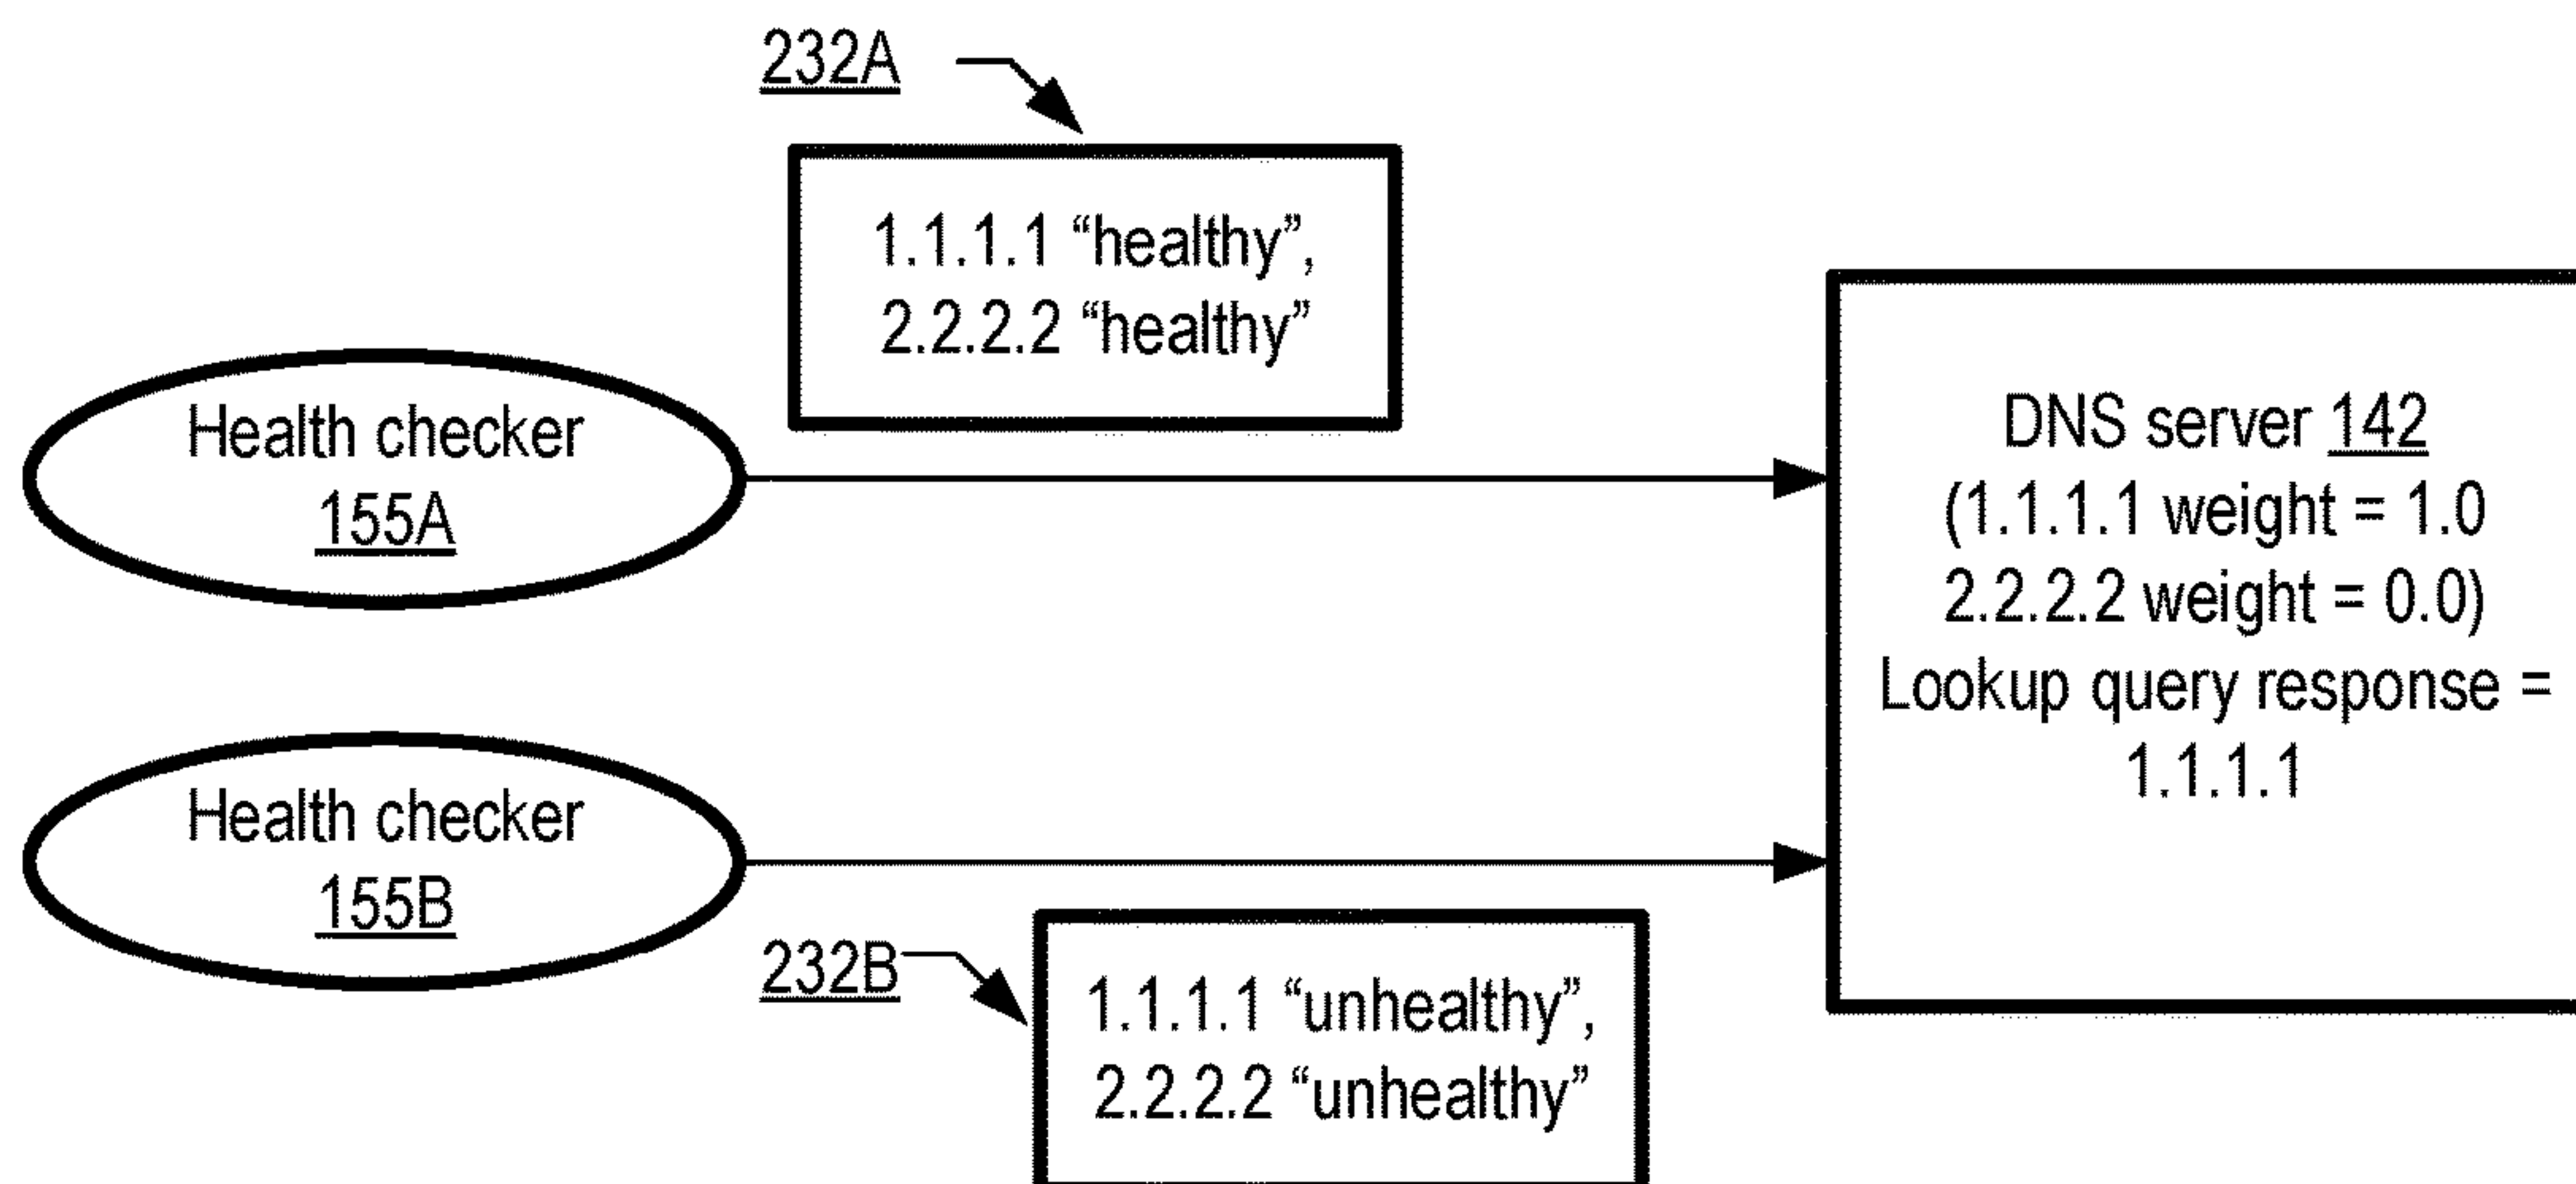 232A
1.1.1.1 “healthy”,
2.2.2.2 “healthy”
Health checker
155A
DNS server 142
(1.1.1.1 weight = 1.0
2.2.2.2 weight = 0.0)
Lookup query response =
1.1.1.1
Health checker
155B
232B
1.1.1.1 “unhealthy”,
2.2.2.2 “unhealthy”